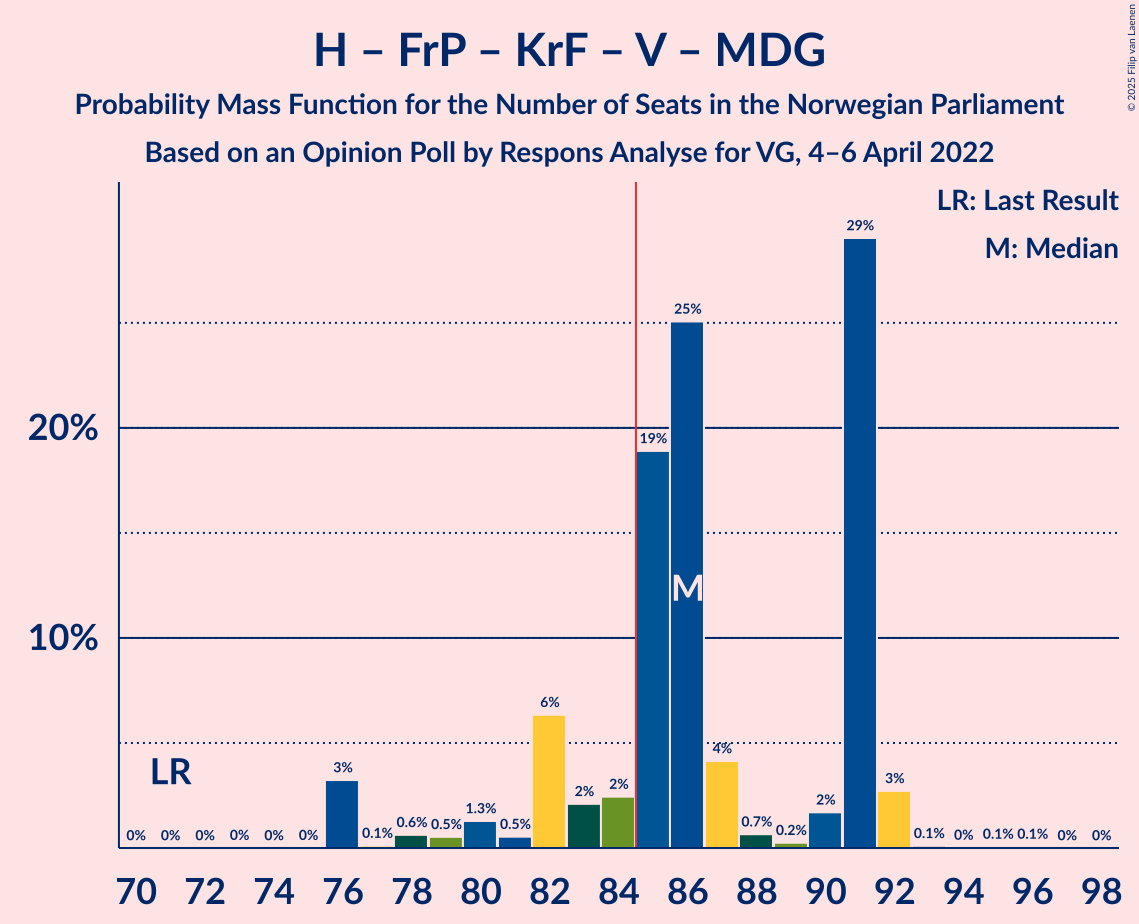 © 2025 Filip van Laenen
H – FrP – KrF – V – MDG
Probability Mass Function for the Number of Seats in the Norwegian Parliament
Based on an Opinion Poll by Respons Analyse for VG, 4–6 April 2022
LR: Last Result
M: Median
20%
10%
LR
M
0% 0% 0% 0% 0% 0% 3% 0.1% 0.6% 0.5% 1.3% 0.5% 6% 2% 2% 19% 25% 4% 0.7% 0.2% 2% 29% 3% 0.1% 0% 0.1% 0.1% 0% 0%
70 72 74 76 78 80 82 84 86 88 90 92 94 96 98